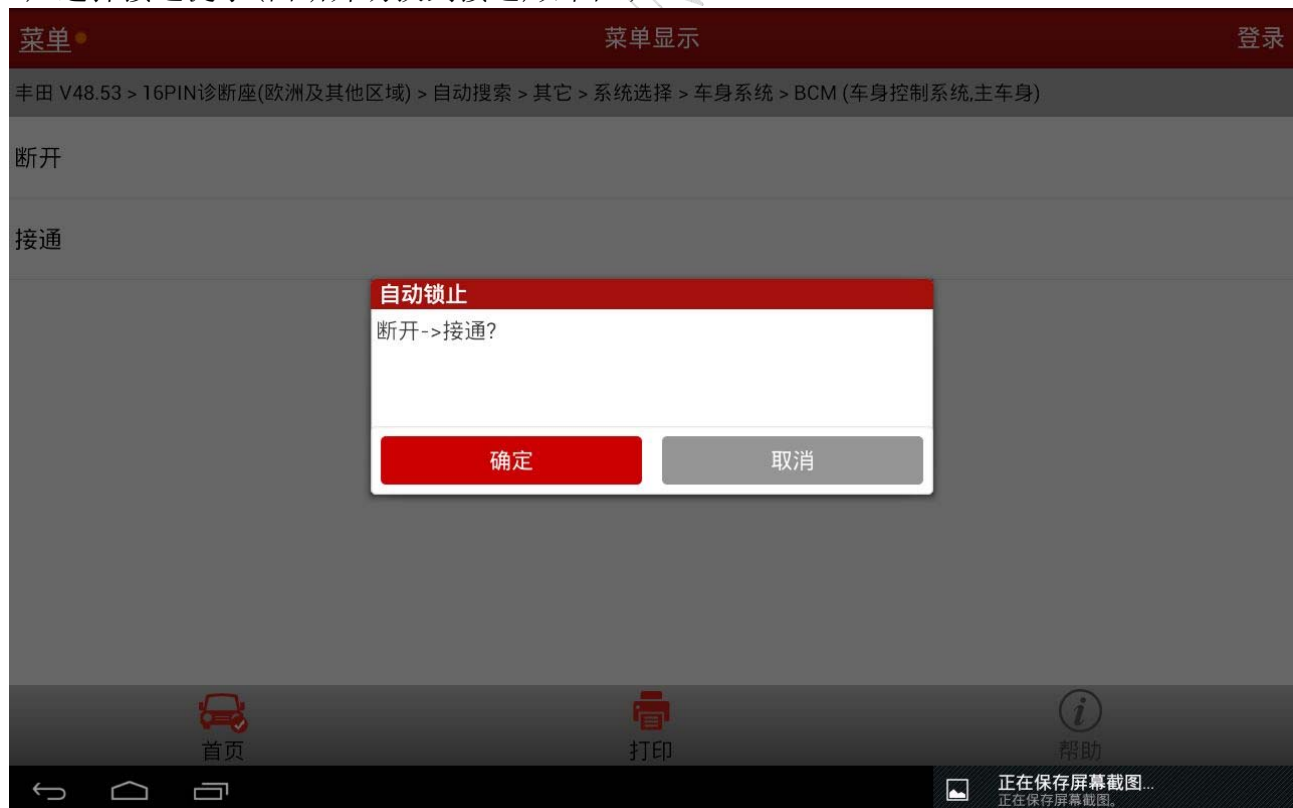 菜单
菜单显示
登录
丰田 V48.53 > 16PIN诊断座(欧洲及其他区域) > 自动搜索 > 其它 > 系统选择 > 车身系统 > BCM (车身控制系统,主车身)
断开
接通
自动锁止
断开->接通?
确定
取消
首页
打印
帮助
正在保存屏幕截图...
正在保存屏幕截图。